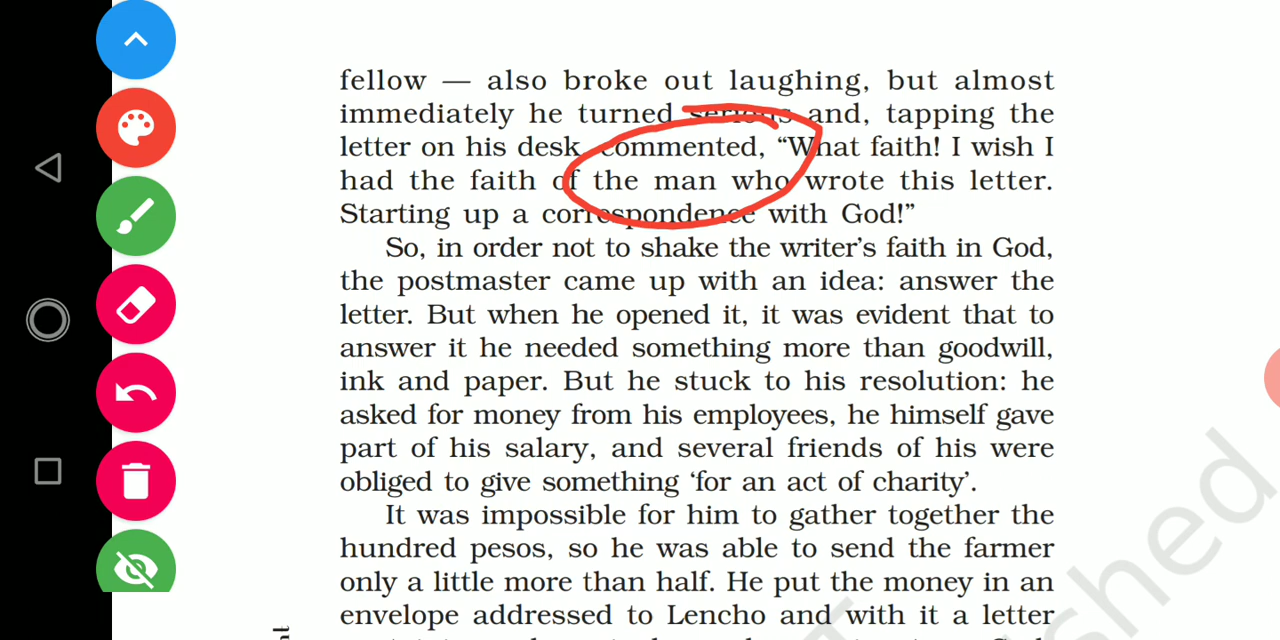 fellow — also broke out laughing, but almost
immediately he turned serious and, tapping the
letter on his desk, commented, “What faith! I wish I
had the faith of the man who wrote this letter.
Starting up a correspondence with God!”
So, in order not to shake the writer’s faith in God,
the postmaster came up with an idea: answer the
letter. But when he opened it, it was evident that to
answer it he needed something more than goodwill,
ink and paper. But he stuck to his resolution: he
asked for money from his employees, he himself gave
part of his salary, and several friends of his were
obliged to give something ‘for an act of charity’.
It was impossible for him to gather together the
hundred pesos, so he was able to send the farmer
only a little more than half. He put the money in an
envelope addressed to Lencho and with it a letter